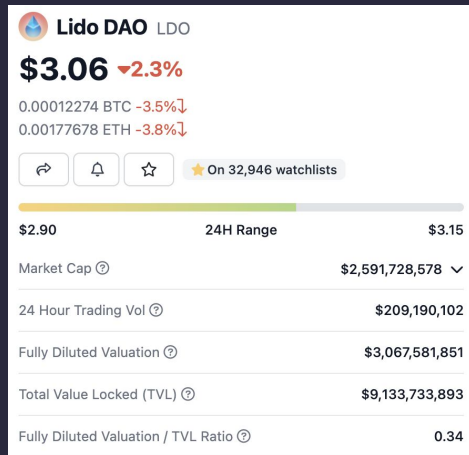 Lido DAO LDO
$3.06 ▼2.3%
0.00012274 BTC -3.5%
0.00177678 ETH -3.8%
On 32,946 watchlists
$2.90 24H Range $3.15
Market Cap $2,591,728,578
24 Hour Trading Vol $209,190,102
Fully Diluted Valuation $3,067,581,851
Total Value Locked (TVL) $9,133,733,893
Fully Diluted Valuation / TVL Ratio 0.34